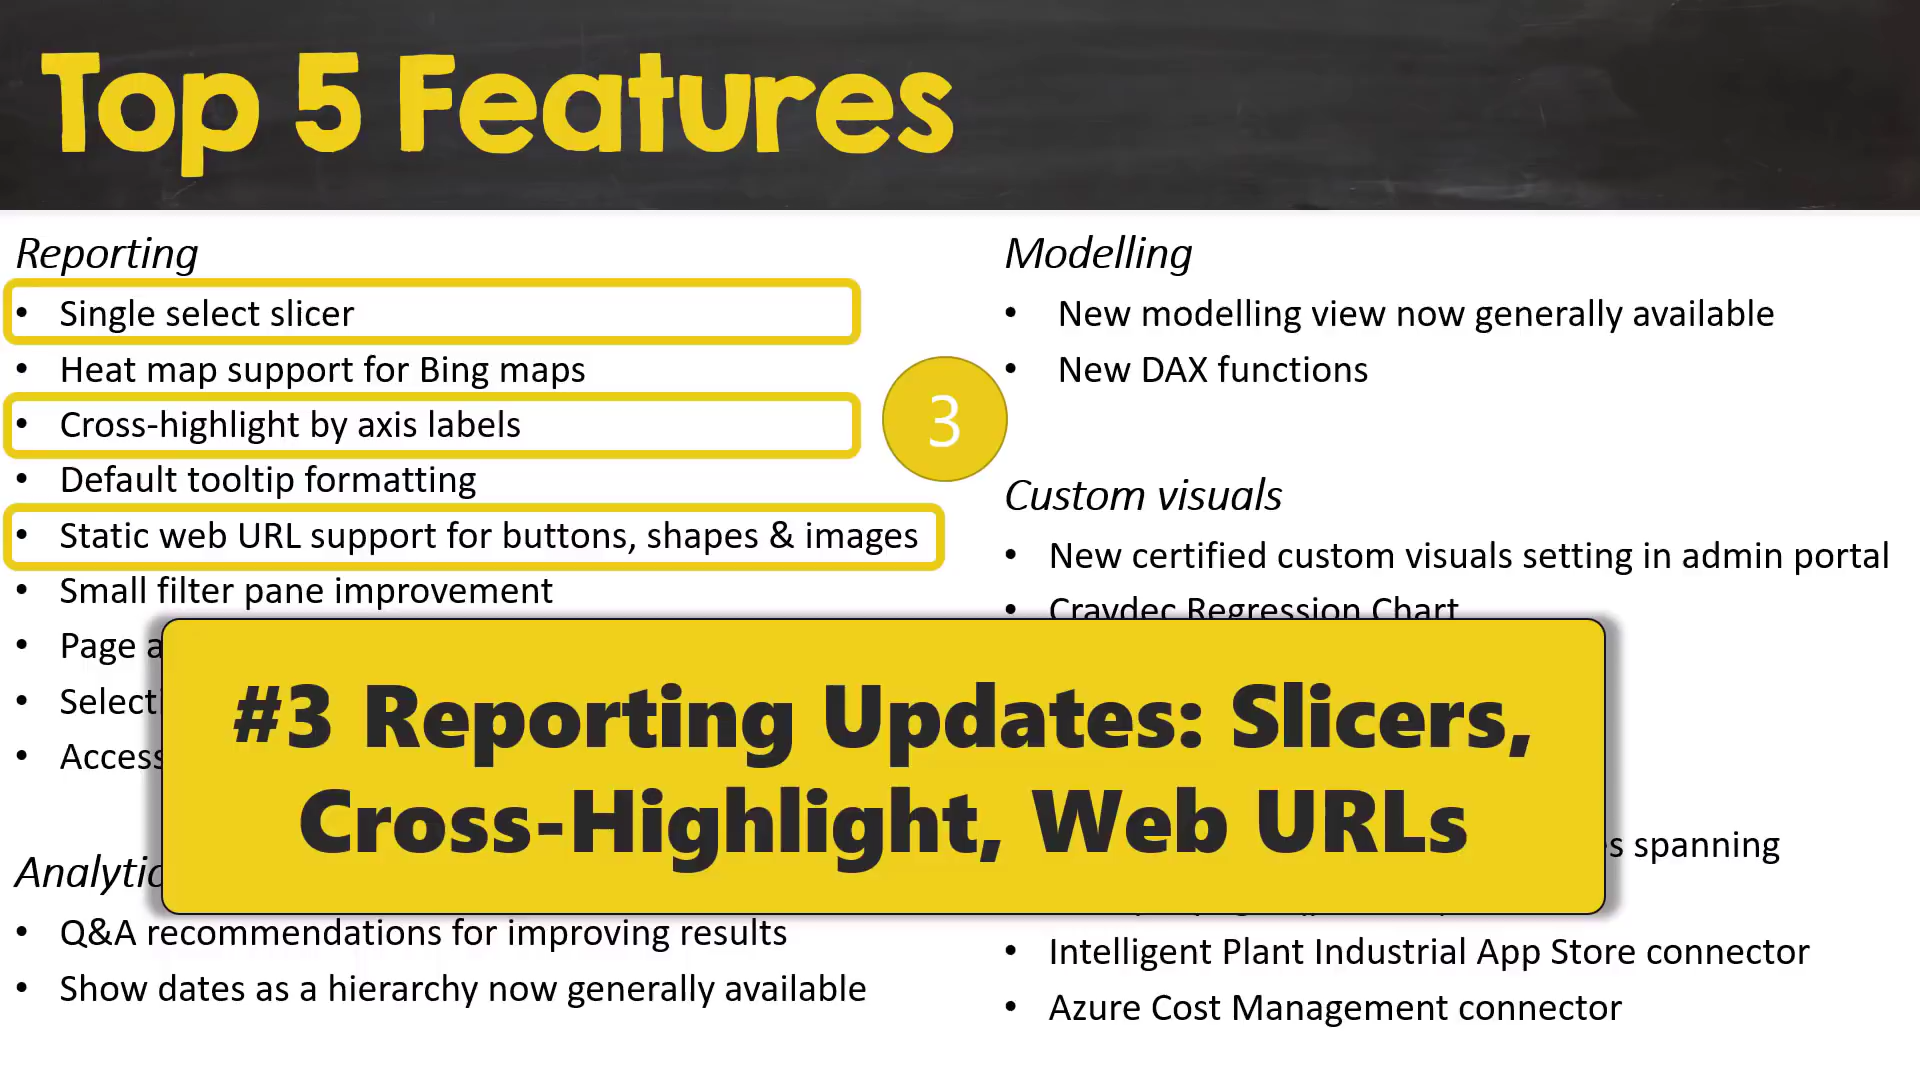 Top 5 Features
Reporting
• Single select slicer
• Heat map support for Bing maps
• Cross-highlight by axis labels
• Default tooltip formatting
• Static web URL support for buttons, shapes & images
• Small filter pane improvement
• Page
•
•
3
Modelling
• New modelling view now generally available
• New DAX functions
Custom visuals
• New certified custom visuals setting in admin portal
• Craydec Regression Chart
#3 Reporting Updates: Slicers,
Cross-Highlight, Web URLs
spanning
• Q&A recommendations for improving results
• Show dates as a hierarchy now generally available
• Intelligent Plant Industrial App Store connector
• Azure Cost Management connector